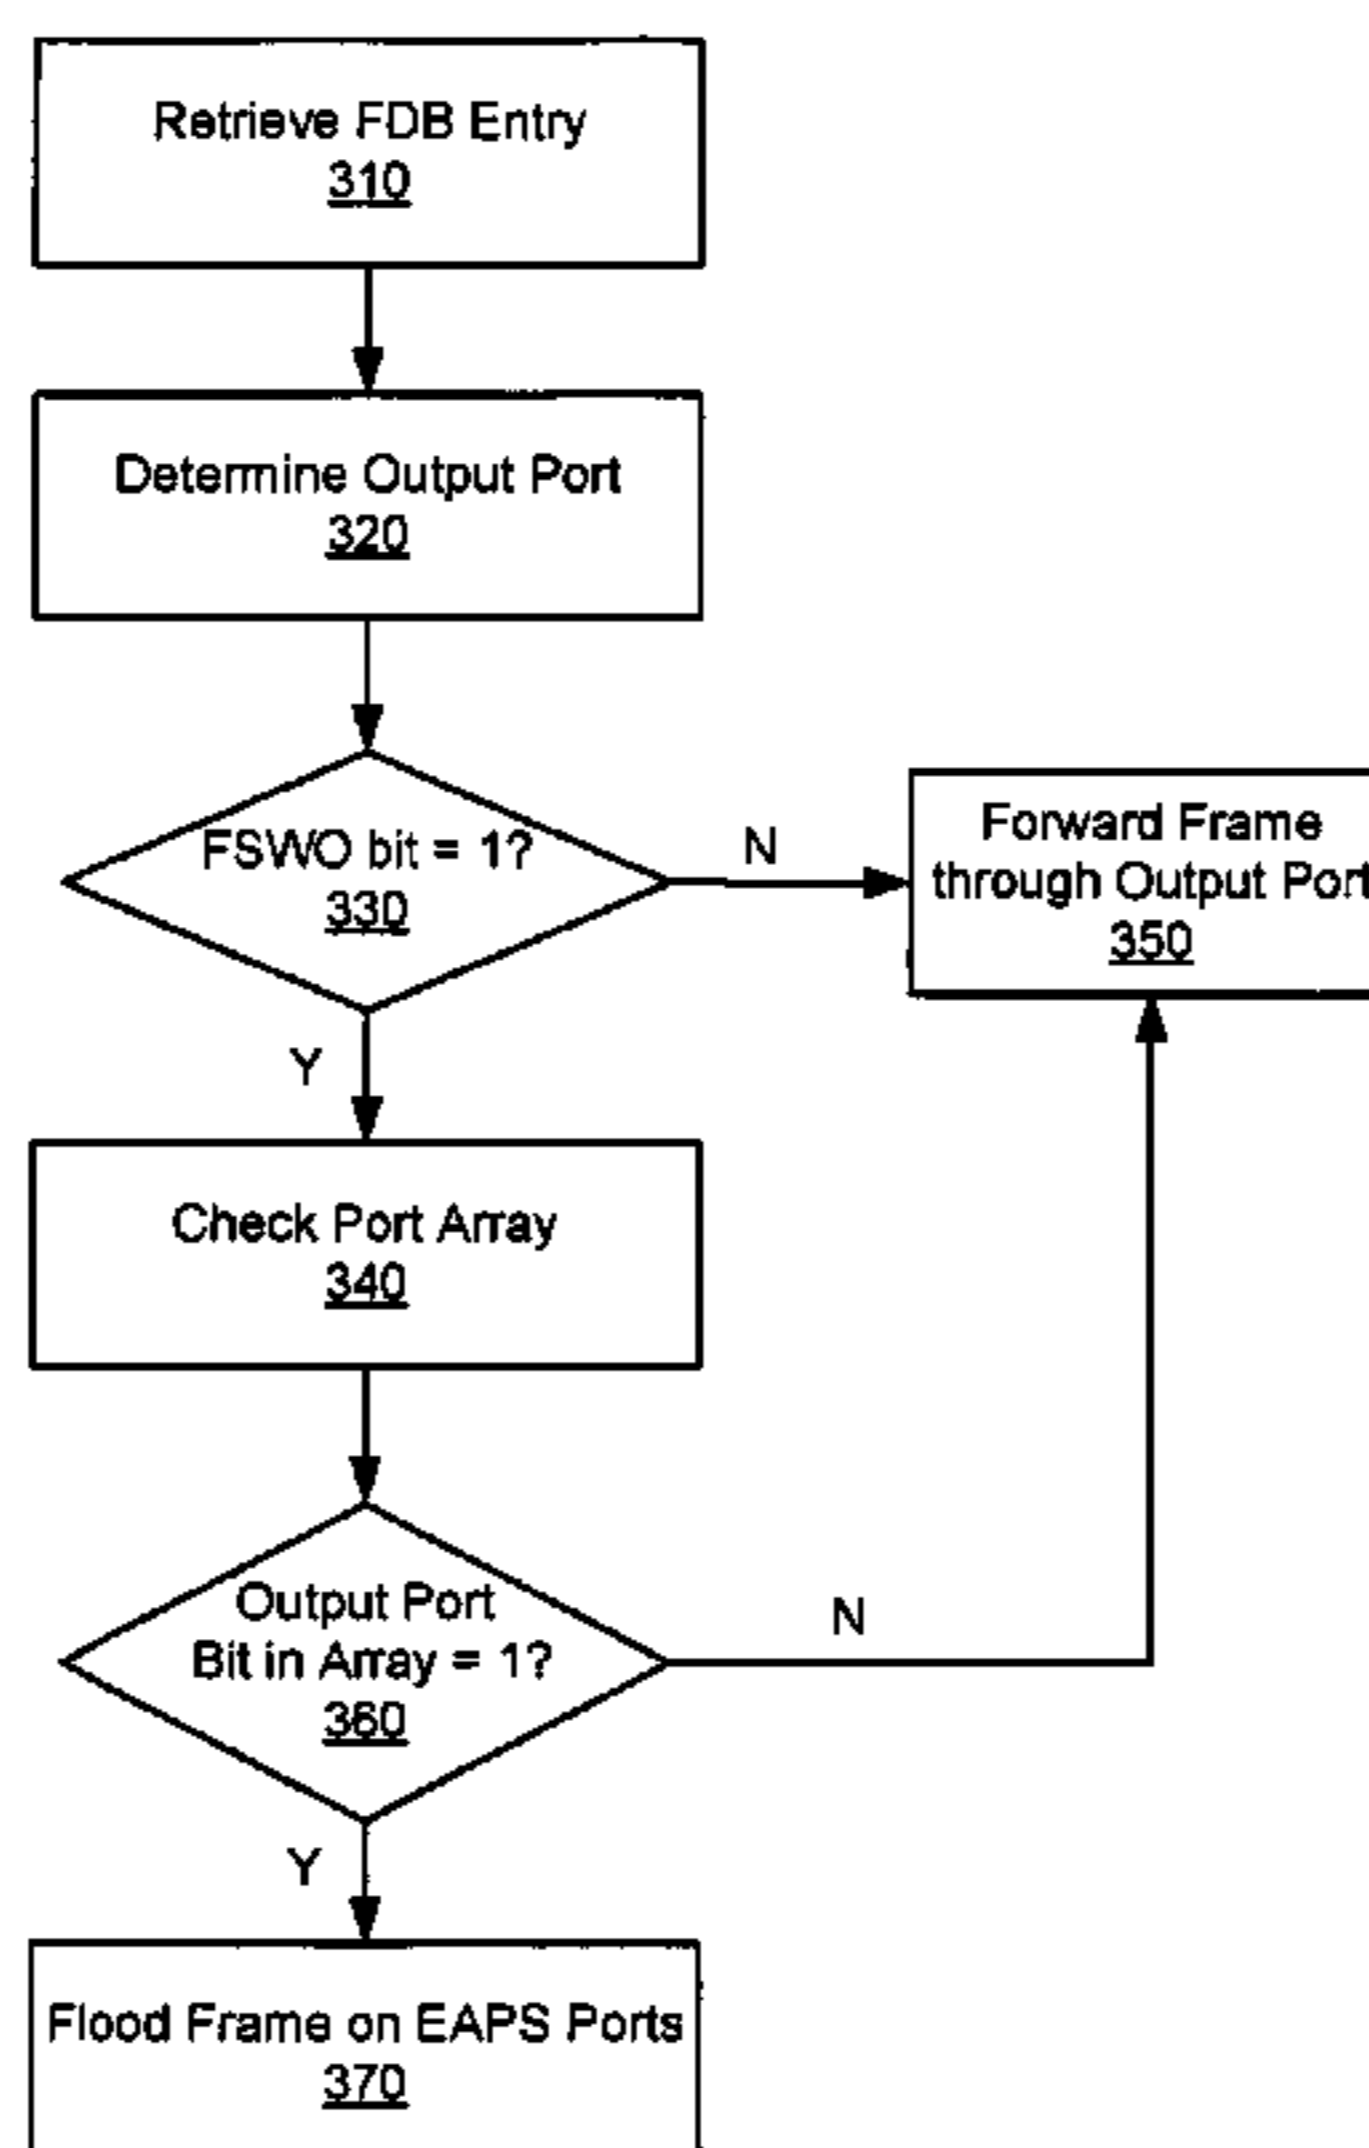 Retrieve FDB Entry
310
Determine Output Port
320
FSWO bit = 1?
330
N
Forward Frame
through Output Port
350
Y
Check Port Array
340
Output Port
Bit in Array = 1?
360
N
Y
Flood Frame on EAPS Ports
370